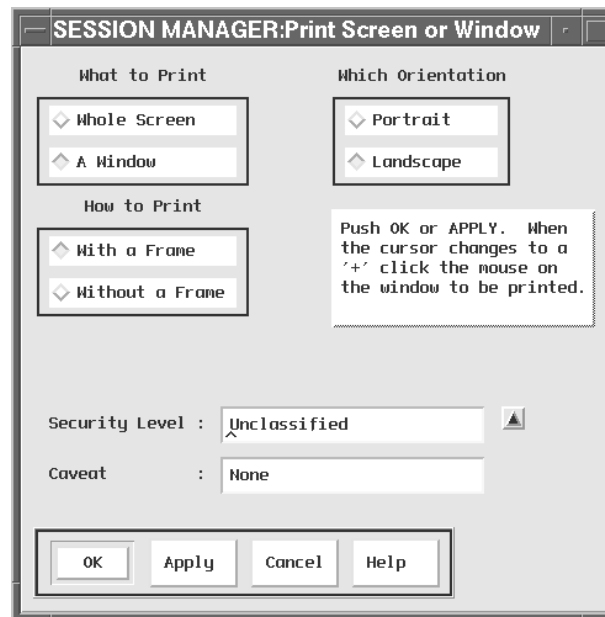 SESSION MANAGER:Print Screen or Window
What to Print
Whole Screen
A Window
How to Print
With a Frame
Without a Frame
Which Orientation
Portrait
Landscape
Push OK or APPLY. When
the cursor changes to a
'+' click the mouse on
the window to be printed.
Security Level : Unclassified
Caveat : None
OK Apply Cancel Help